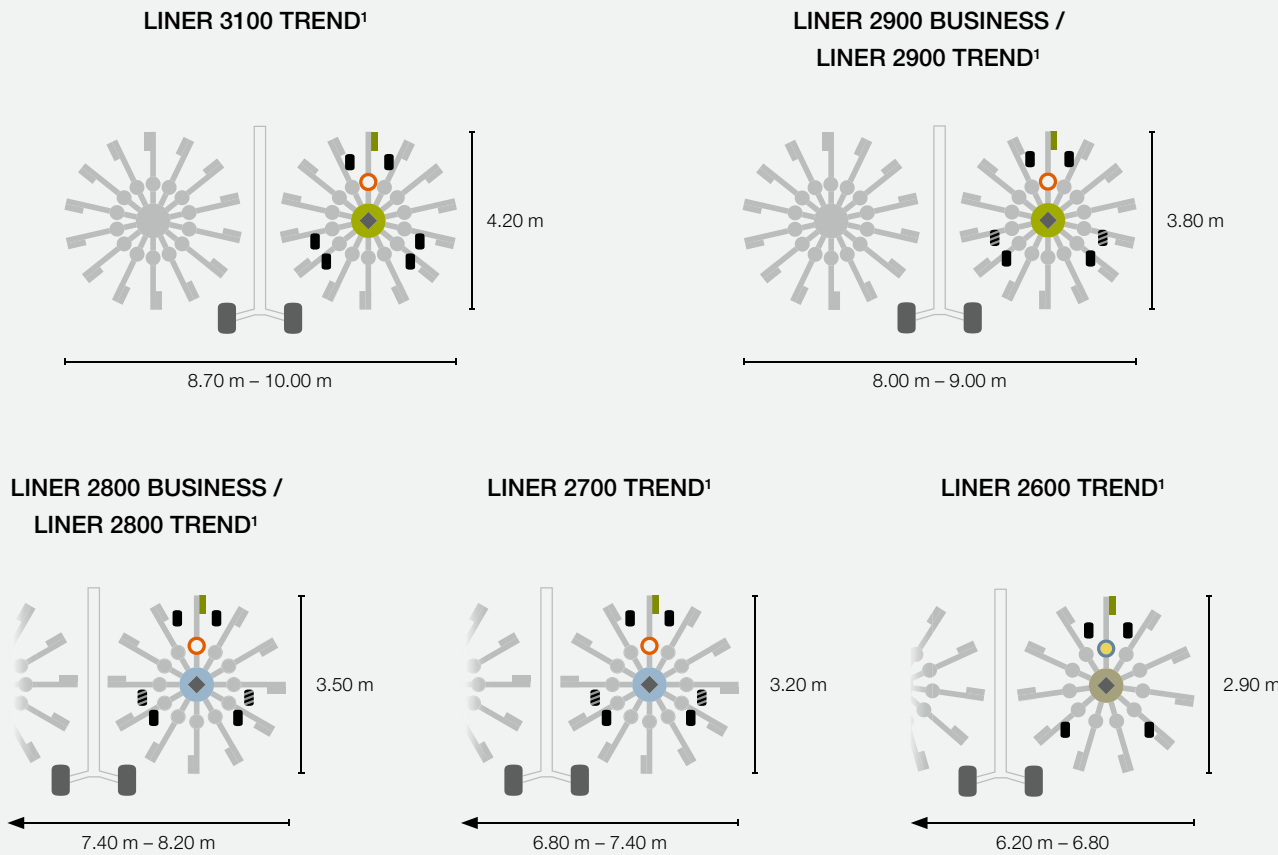 LINER 3100 TREND¹
4.20 m
8.70 m – 10.00 m
LINER 2900 BUSINESS /
LINER 2900 TREND¹
3.80 m
8.00 m – 9.00 m
LINER 2800 BUSINESS /
LINER 2800 TREND¹
3.50 m
7.40 m – 8.20 m
LINER 2700 TREND¹
3.20 m
6.80 m – 7.40 m
LINER 2600 TREND¹
2.90 m
6.20 m – 6.80